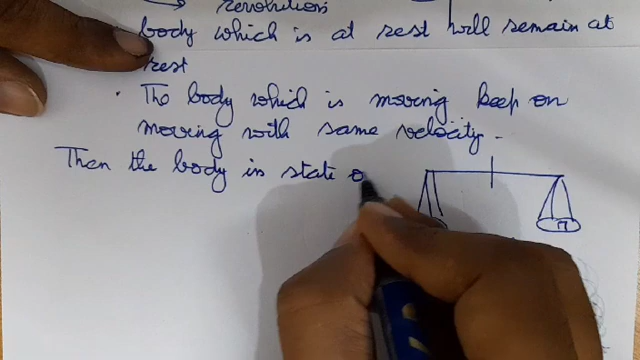 → revolution
body which is at rest will remain at
rest
· The body which is moving keep on
moving with same velocity.
Then the body in state o